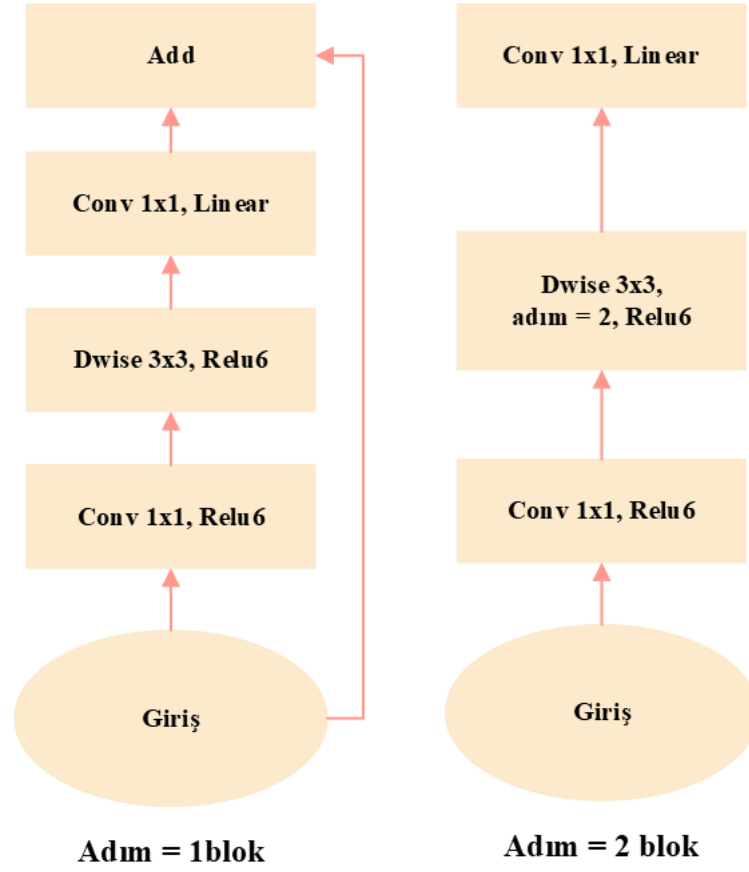 Add
Conv 1x1, Linear
Dwise 3x3, Relu6
Conv 1x1, Relu6
Giriş
Adım = 1blok
Conv 1x1, Linear
Dwise 3x3,
adım = 2, Relu6
Conv 1x1, Relu6
Giriş
Adım = 2 blok